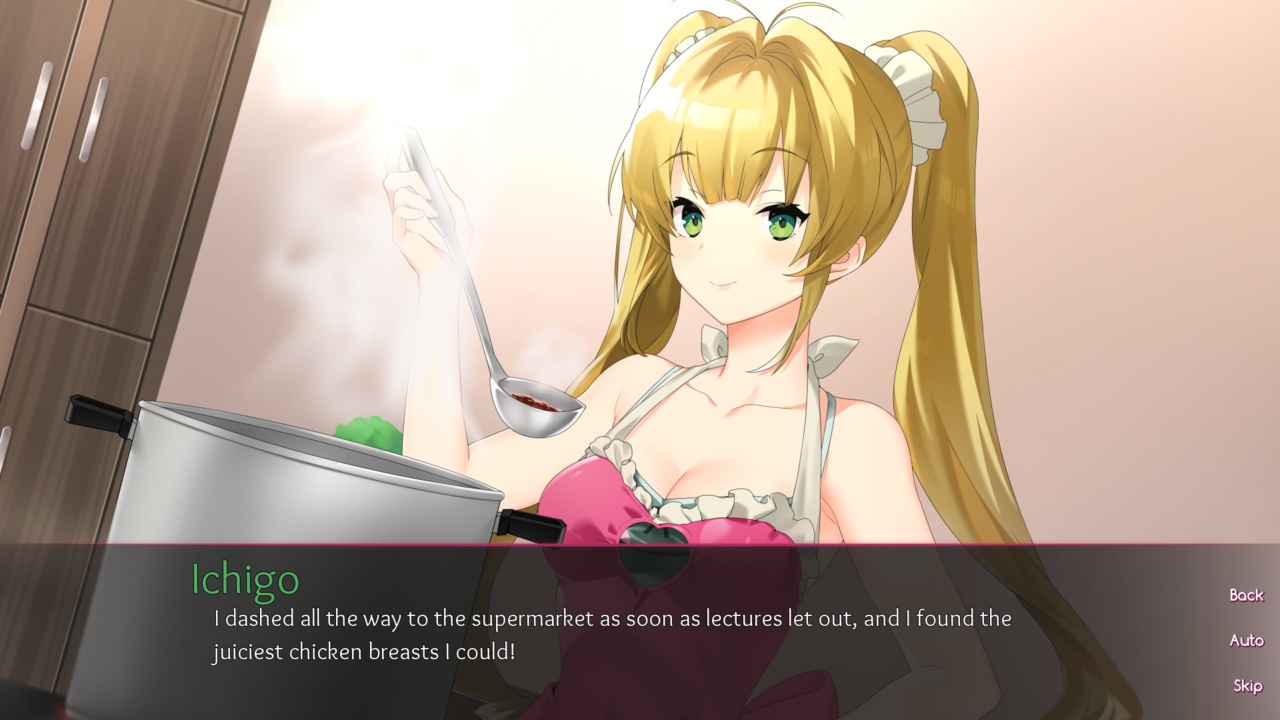 Ichigo
I dashed all the way to the supermarket as soon as lectures let out, and I found the
juiciest chicken breasts I could!
Back
Auto
Skip